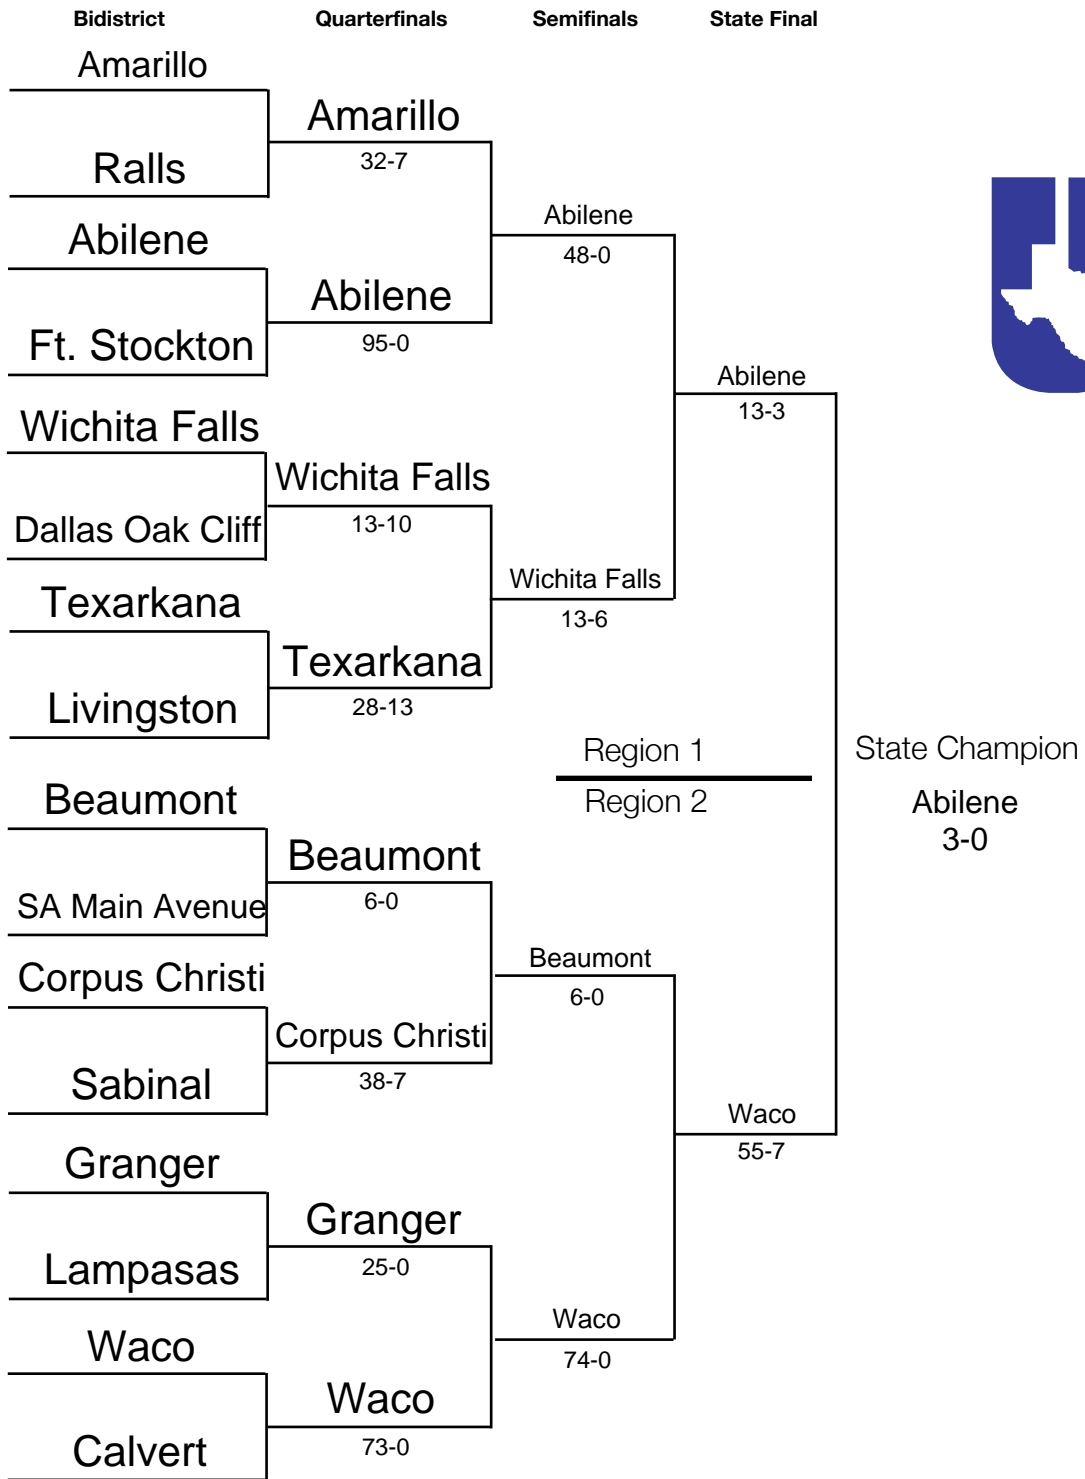 Bidistrict Quarterfinals Semifinals State Final
Amarillo
Ralls
Abilene
Ft. Stockton
Wichita Falls
Dallas Oak Cliff
Texarkana
Livingston
Beaumont
SA Main Avenue
Corpus Christi
Sabinal
Granger
Lampasas
Waco
Calvert
Amarillo
32-7
Abilene
95-0
Wichita Falls
13-10
Texarkana
28-13
Beaumont
6-0
Corpus Christi
38-7
Granger
25-0
Waco
73-0
Abilene
48-0
Wichita Falls
13-6
Region 1
Region 2
Beaumont
6-0
Waco
74-0
Abilene
13-3
Waco
55-7
State Champion
Abilene
3-0